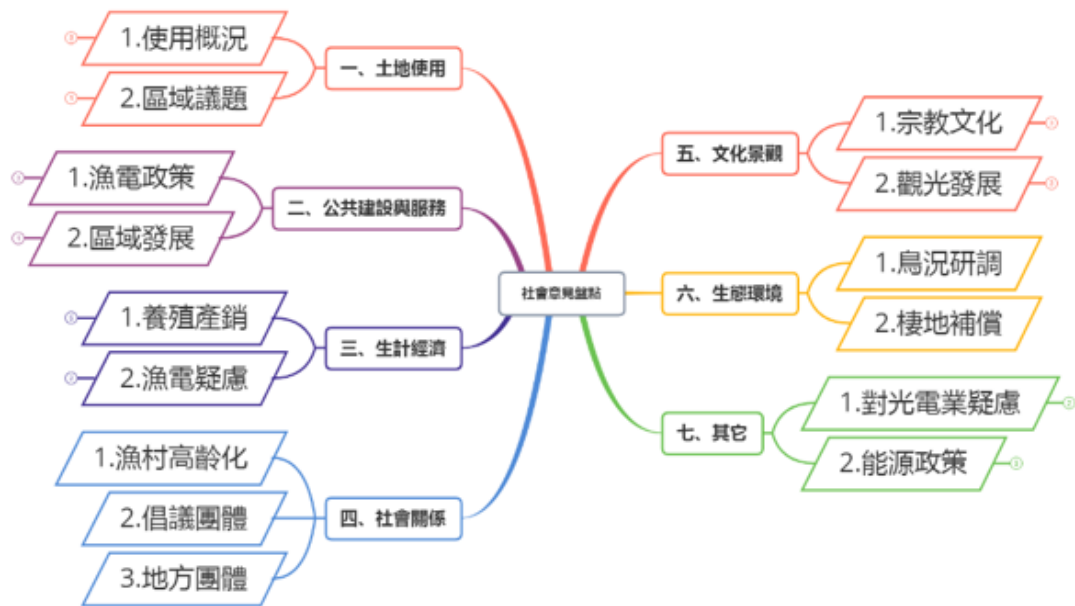 社會意見盤點
一、土地使用
1.使用概況
2.區域議題
二、公共建設與服務
1.漁電政策
2.區域發展
三、生計經濟
1.養殖產銷
2.漁電疑慮
四、社會關係
1.漁村高齡化
2.倡議團體
3.地方團體
五、文化景觀
1.宗教文化
2.觀光發展
六、生態環境
1.鳥況研調
2.棲地補償
七、其它
1.對光電業疑慮
2.能源政策